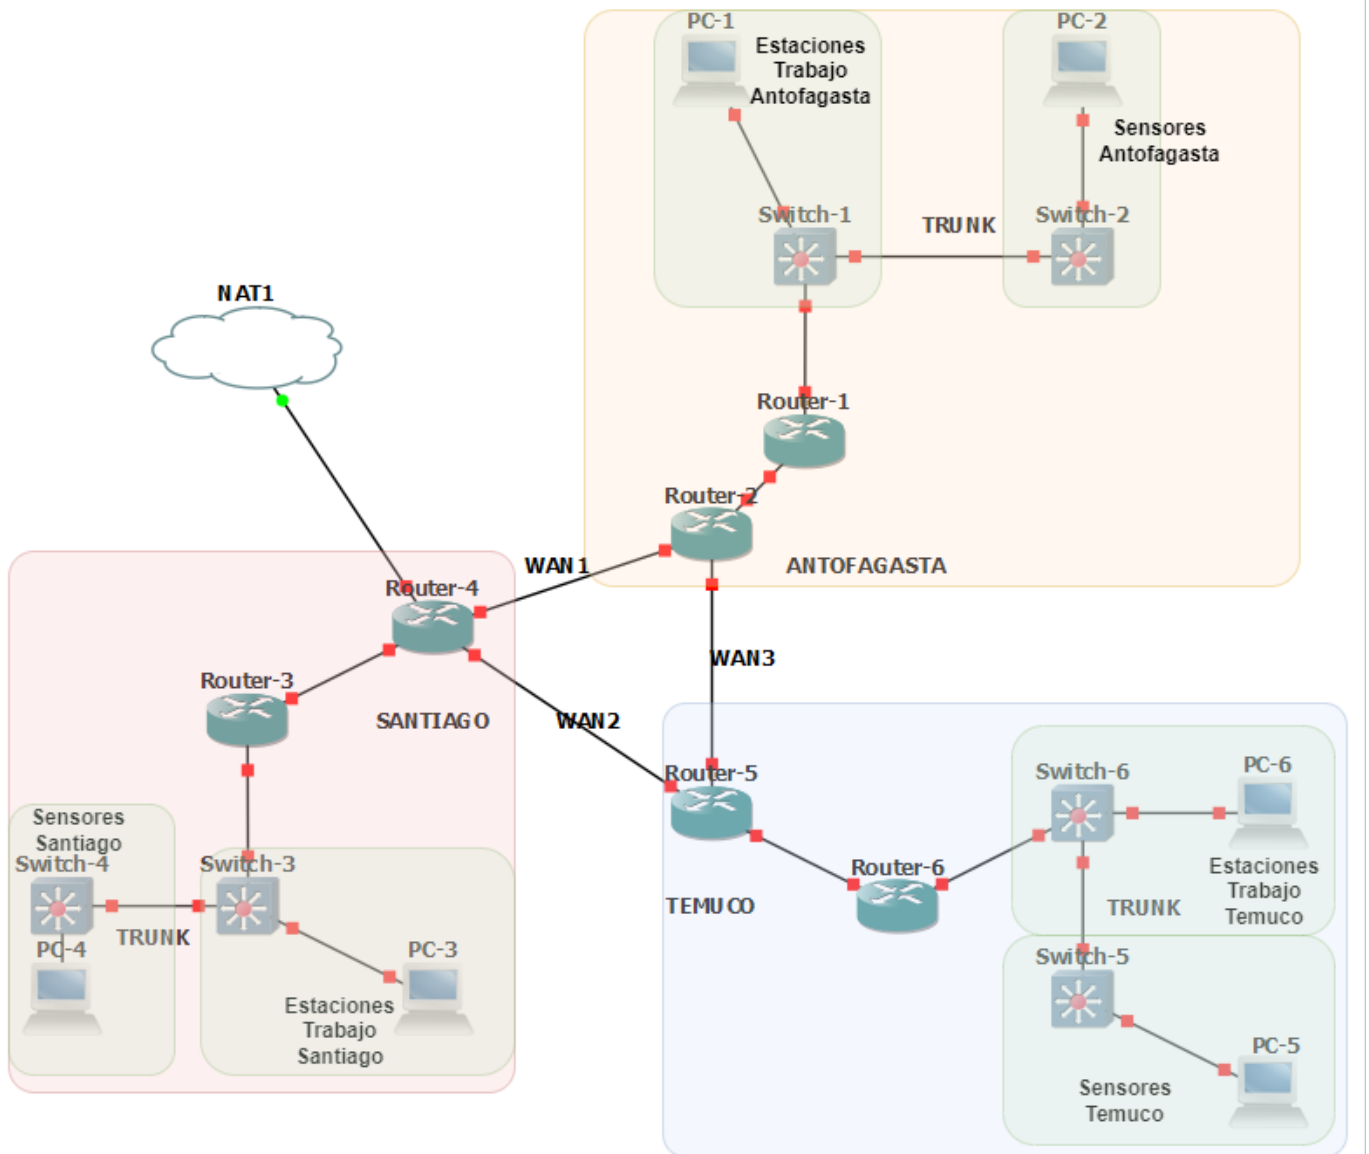 PC-1
Estaciones
Trabajo
Antofagasta
PC-2
Sensores
Antofagasta
Switch-1
TRUNK
Switch-2
NAT1
Router-1
Router-2
WAN1
ANTOFAGASTA
Router-4
WAN3
Router-3
SANTIAGO
WAN2
Router-5
Switch-6
PC-6
Sensores
Santiago
Switch-4
Switch-3
Router-6
Estaciones
Trabajo
Temuco
TEMUCO
TRUNK
TRUNK
PC-4
PC-3
Switch-5
Estaciones
Trabajo
Santiago
PC-5
Sensores
Temuco